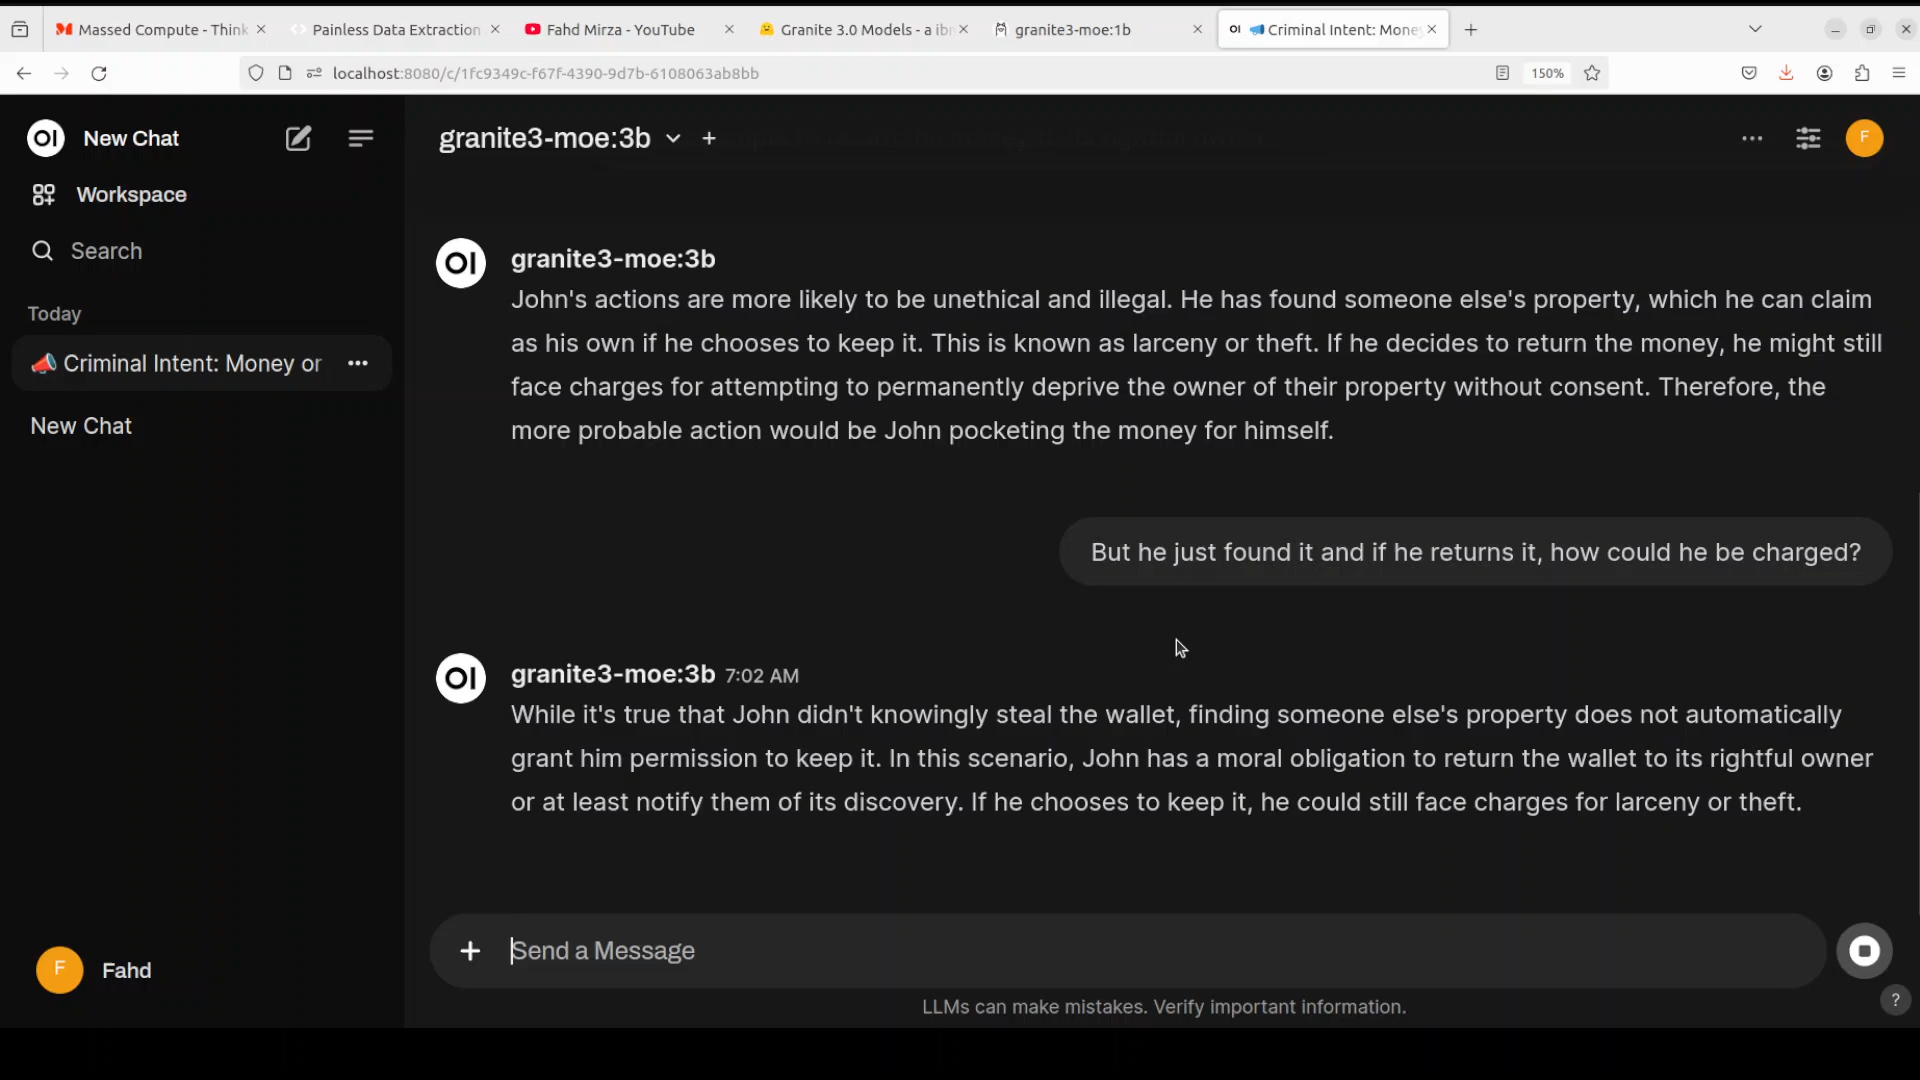 Massed Compute - Think
Painless Data Extraction
Fahd Mirza - YouTube
Granite 3.0 Models - a ibm
granite3-moe:1b
OI 📣 Criminal Intent: Money
localhost:8080/c/1fc9349c-f67f-4390-9d7b-6108063ab8bb
150%
OI New Chat
granite3-moe:3b
F
Workspace
Search
Today
📣 Criminal Intent: Money or
New Chat
OI granite3-moe:3b
John's actions are more likely to be unethical and illegal. He has found someone else's property, which he can claim
as his own if he chooses to keep it. This is known as larceny or theft. If he decides to return the money, he might still
face charges for attempting to permanently deprive the owner of their property without consent. Therefore, the
more probable action would be John pocketing the money for himself.
But he just found it and if he returns it, how could he be charged?
OI granite3-moe:3b 7:02 AM
While it's true that John didn't knowingly steal the wallet, finding someone else's property does not automatically
grant him permission to keep it. In this scenario, John has a moral obligation to return the wallet to its rightful owner
or at least notify them of its discovery. If he chooses to keep it, he could still face charges for larceny or theft.
Send a Message
F Fahd
LLMs can make mistakes. Verify important information.
?